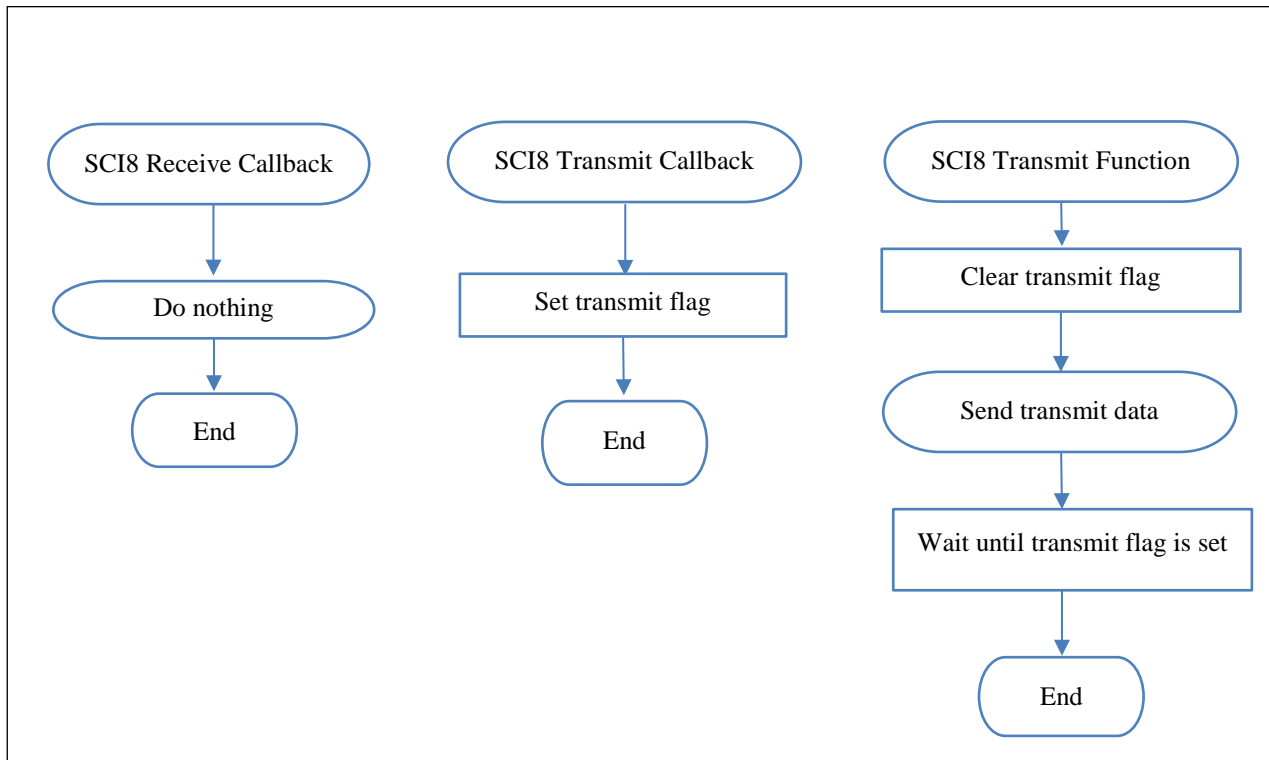 SCI8 Receive Callback
Do nothing
End
SCI8 Transmit Callback
Set transmit flag
End
SCI8 Transmit Function
Clear transmit flag
Send transmit data
Wait until transmit flag is set
End